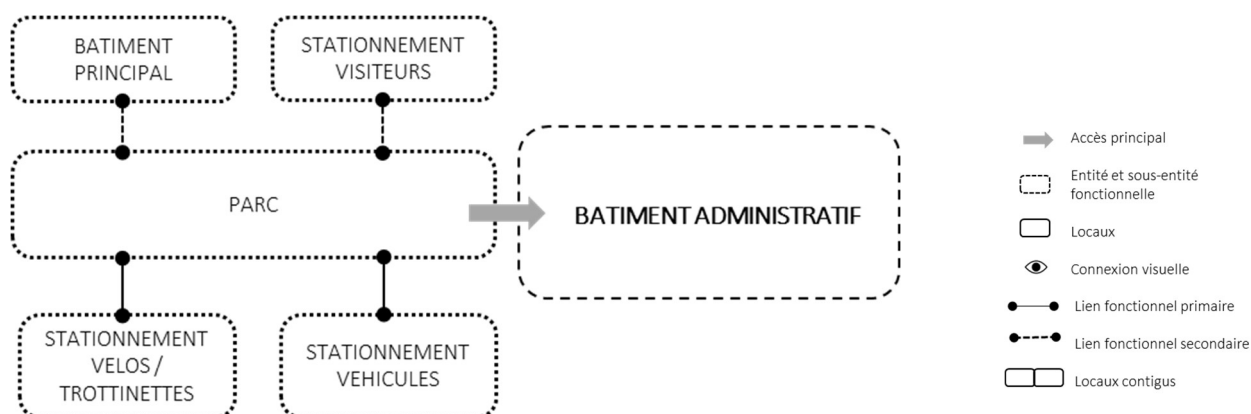 BATIMENT
PRINCIPAL
STATIONNEMENT
VISITEURS
PARC
BATIMENT ADMINISTRATIF
STATIONNEMENT
VELOS /
TROTTINETTES
STATIONNEMENT
VEHICULES
Accès principal
Entité et sous-entité
fonctionnelle
Locaux
Connexion visuelle
Lien fonctionnel primaire
Lien fonctionnel secondaire
Locaux contigus